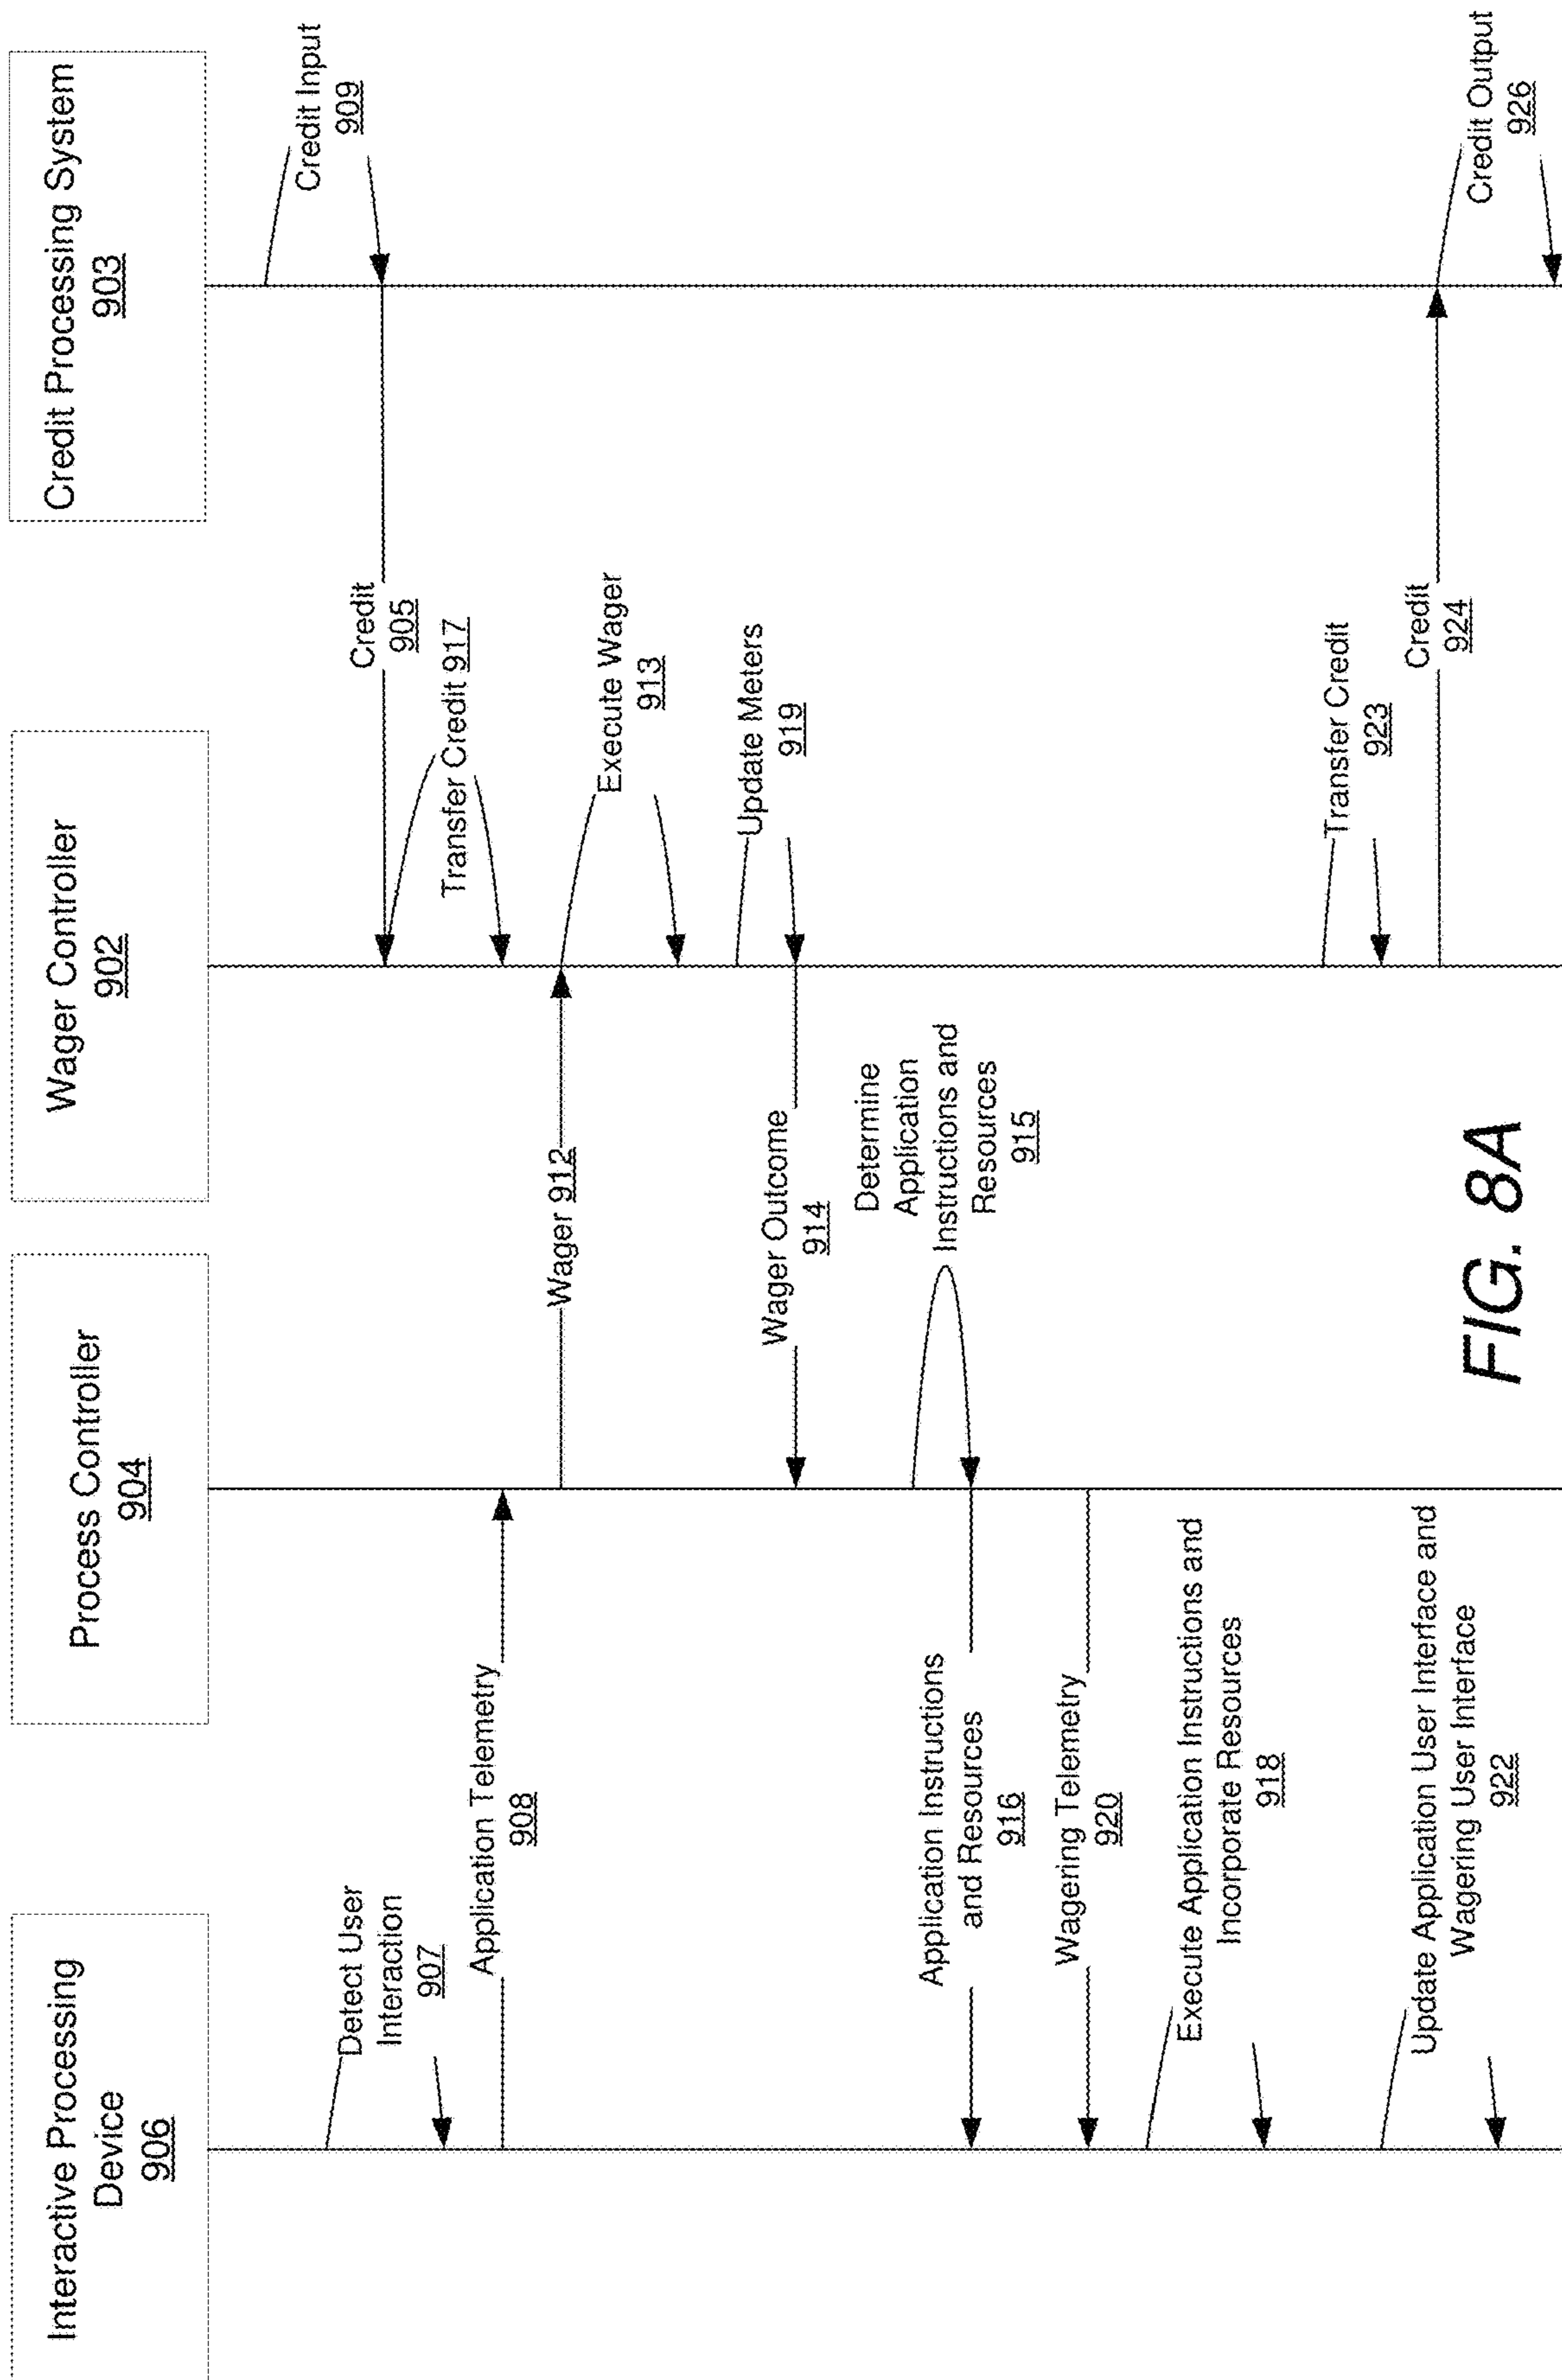 Interactive Processing
Device
906
Process Controller
904
Wager Controller
902
Credit Processing System
903
Credit Input
909
Detect User
Interaction
907
Credit
905
Transfer Credit 917
Application Telemetry
908
Wager 912
Execute Wager
913
Update Meters
919
Wager Outcome
914
Determine
Application
Instructions and
Resources
915
Application Instructions
and Resources
916
Wagering Telemetry
920
Execute Application Instructions and
Incorporate Resources
918
Transfer Credit
923
Update Application User Interface and
Wagering User Interface
922
Credit
924
Credit Output
926
FIG. 8A